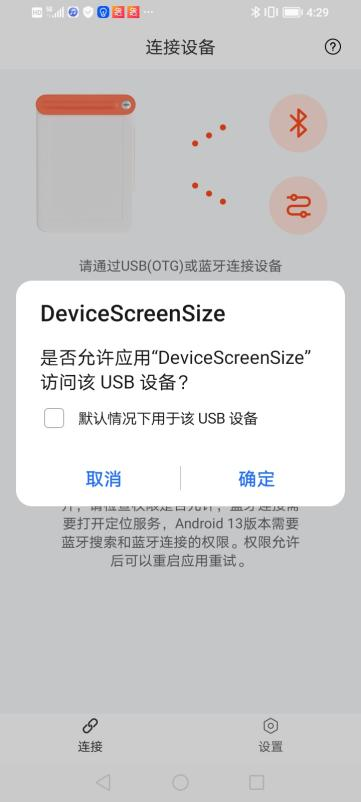 HD 5G 4:29
连接设备
请通过USB(OTG)或蓝牙连接设备
DeviceScreenSize
是否允许应用“DeviceScreenSize”
访问该 USB 设备？
默认情况下用于该 USB 设备
取消 确定
开，请检查权限是否允许，蓝牙连接需
要打开定位服务，Android 13版本需要
蓝牙搜索和蓝牙连接的权限。权限允许
后可以重启应用重试。
连接 设置